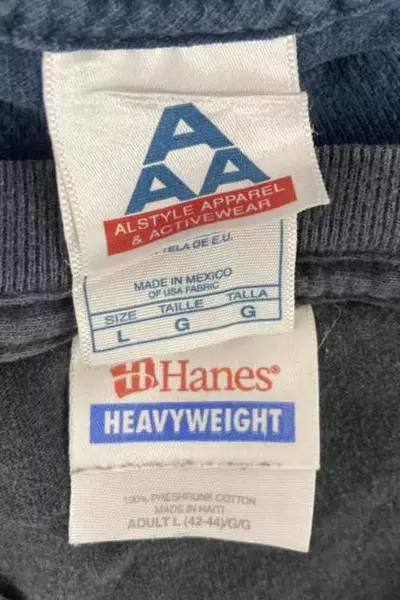 A
AA
ALSTYLE APPAREL
& ACTIVEWEAR
TELA DE E.U.
MADE IN MEXICO
OF USA FABRIC
SIZE TAILLE TALLA
L G G
Hanes®
HEAVYWEIGHT
100% PRESHRUNK COTTON
MADE IN HAITI
ADULT L (42-44)/G/G